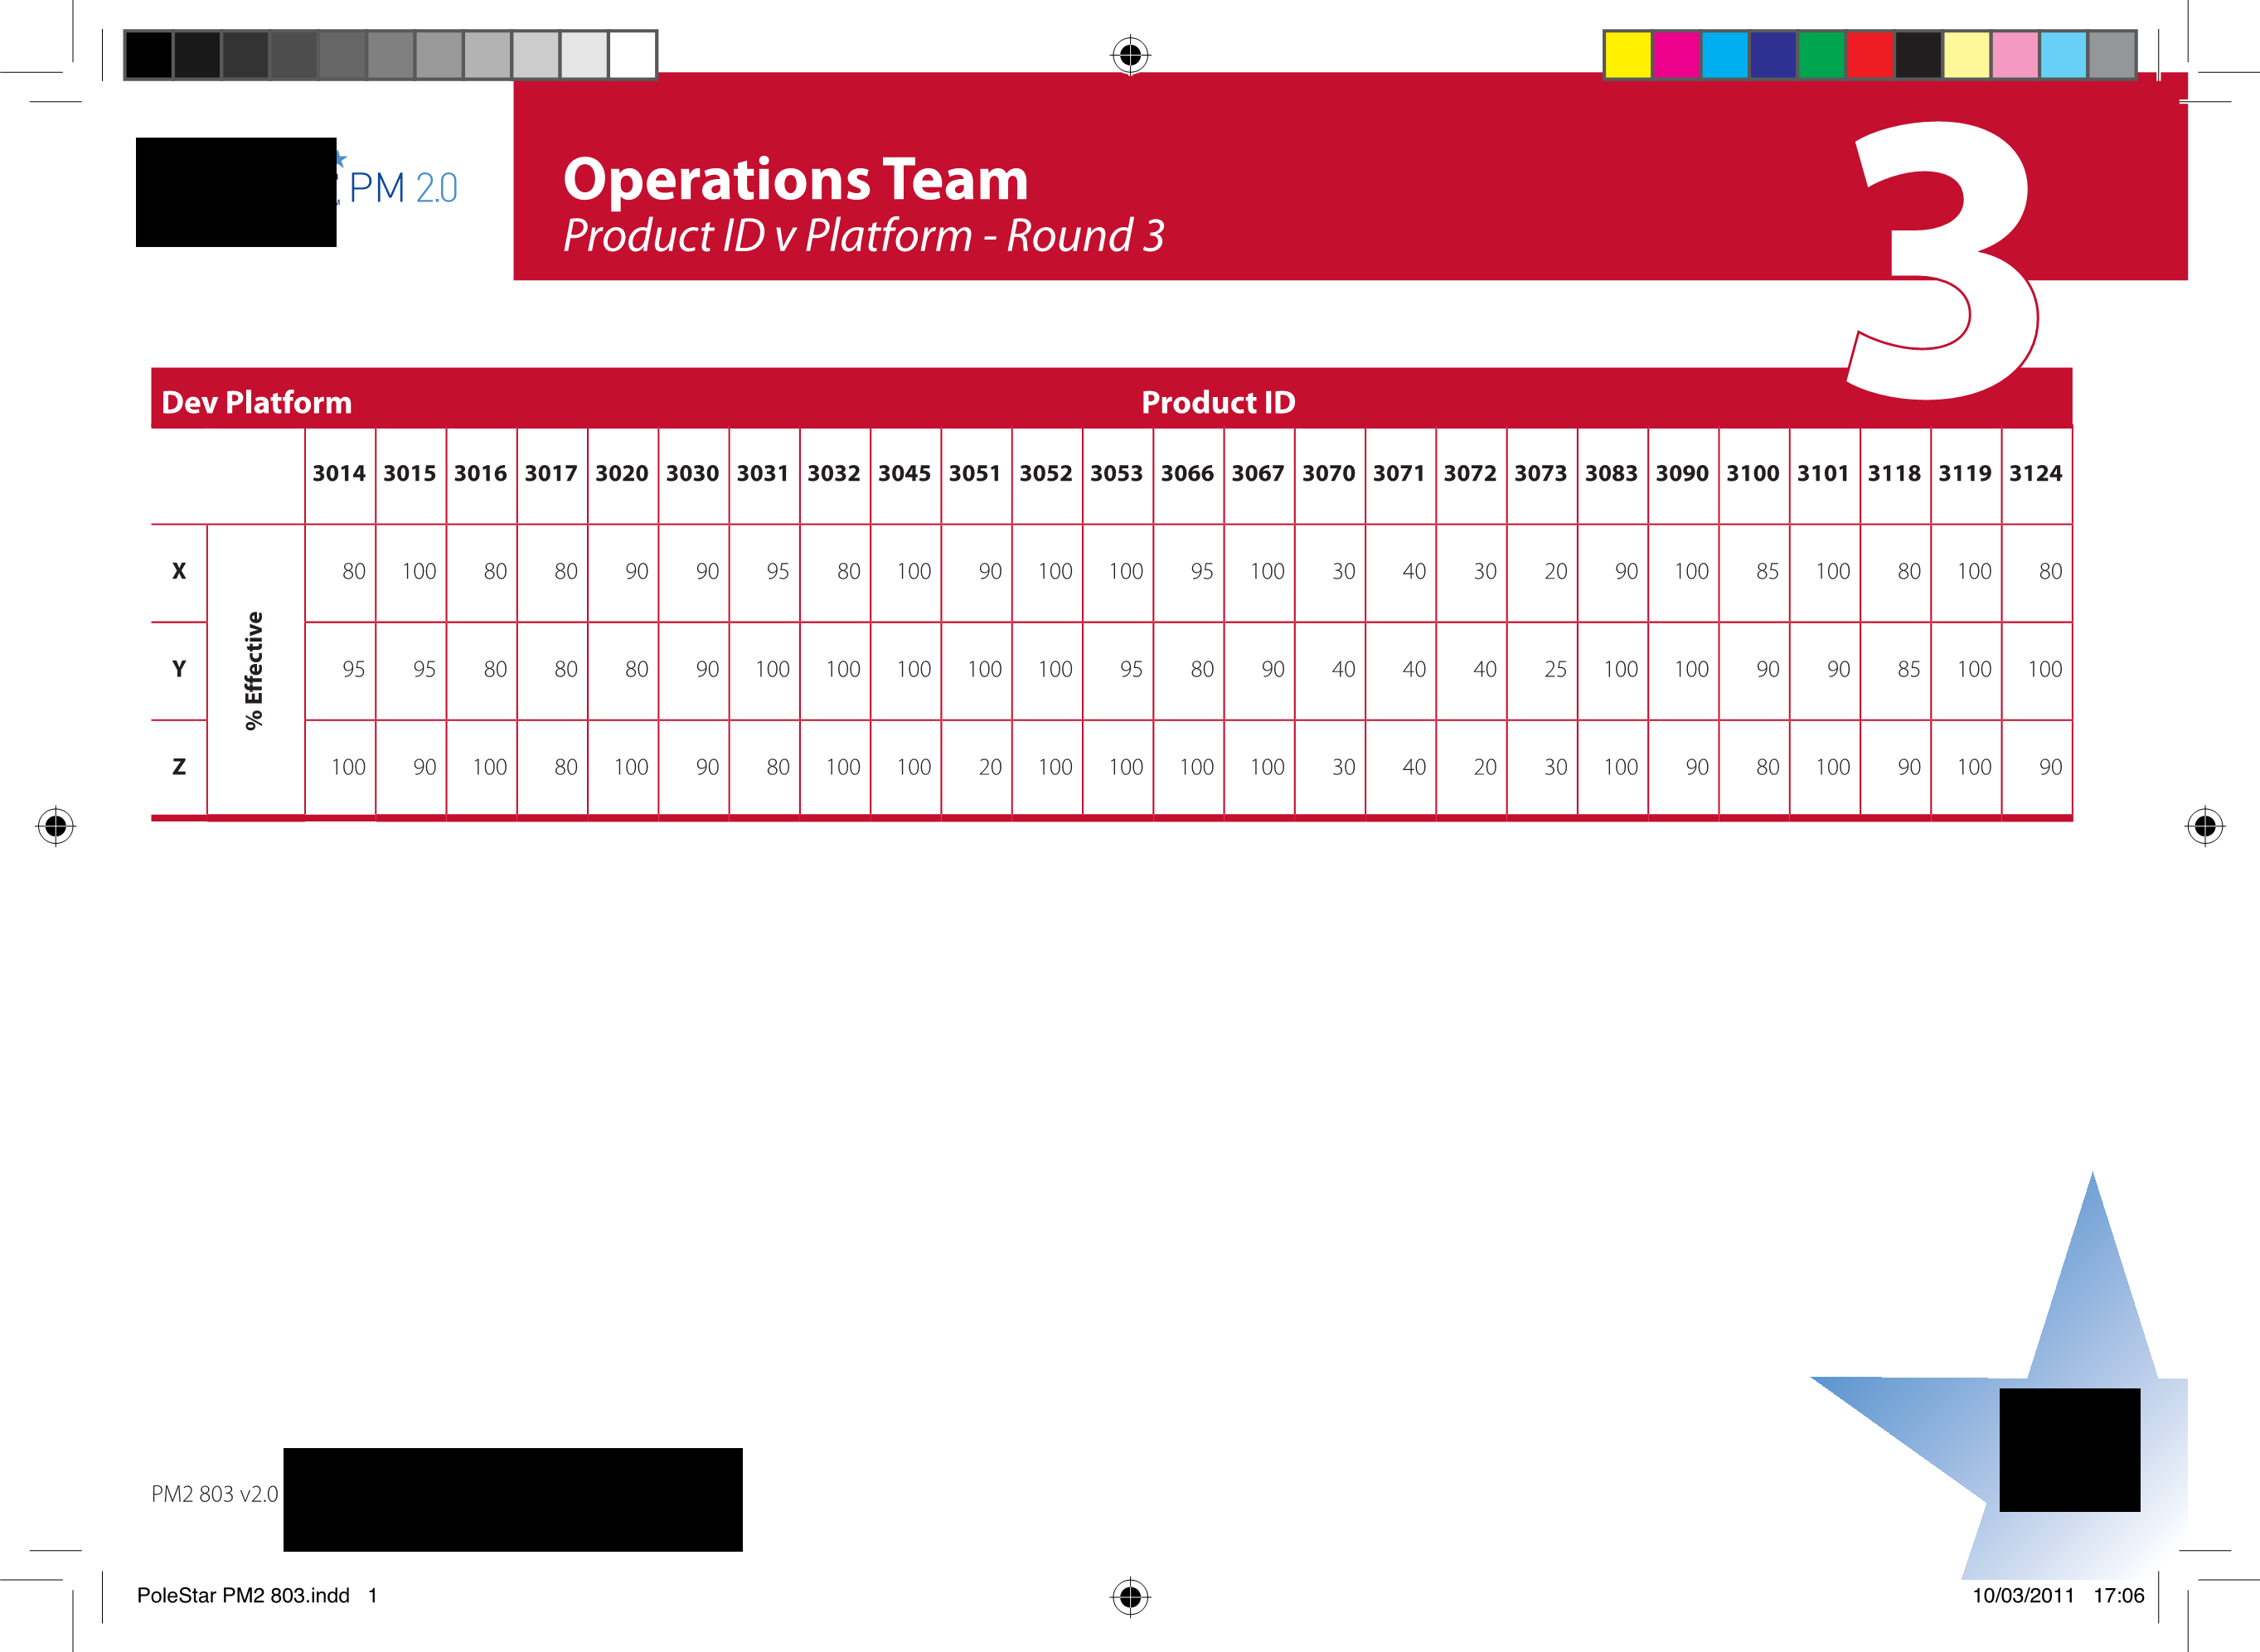 PM 2.0
Operations Team
Product ID v Platform - Round 3
3
Dev Platform Product ID
3014 3015 3016 3017 3020 3030 3031 3032 3045 3051 3052 3053 3066 3067 3070 3071 3072 3073 3083 3090 3100 3101 3118 3119 3124
X 80 100 80 80 90 90 95 80 100 90 100 100 95 100 30 40 30 20 90 100 85 100 80 100 80
% Effective
Y 95 95 80 80 80 90 100 100 100 100 100 95 80 90 40 40 40 25 100 100 90 90 85 100 100
Z 100 90 100 80 100 90 80 100 100 20 100 100 100 100 30 40 20 30 100 90 80 100 90 100 90
PM2 803 v2.0
PoleStar PM2 803.indd 1 10/03/2011 17:06